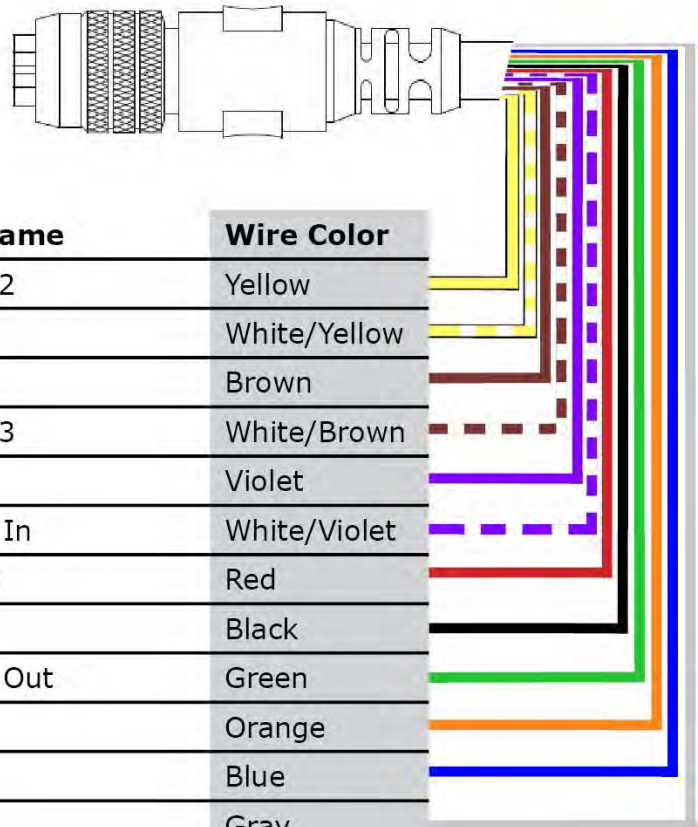 ame Wire Color
2 Yellow
White/Yellow
Brown
3 White/Brown
Violet
In White/Violet
Red
Black
Out Green
Orange
Blue
Gray